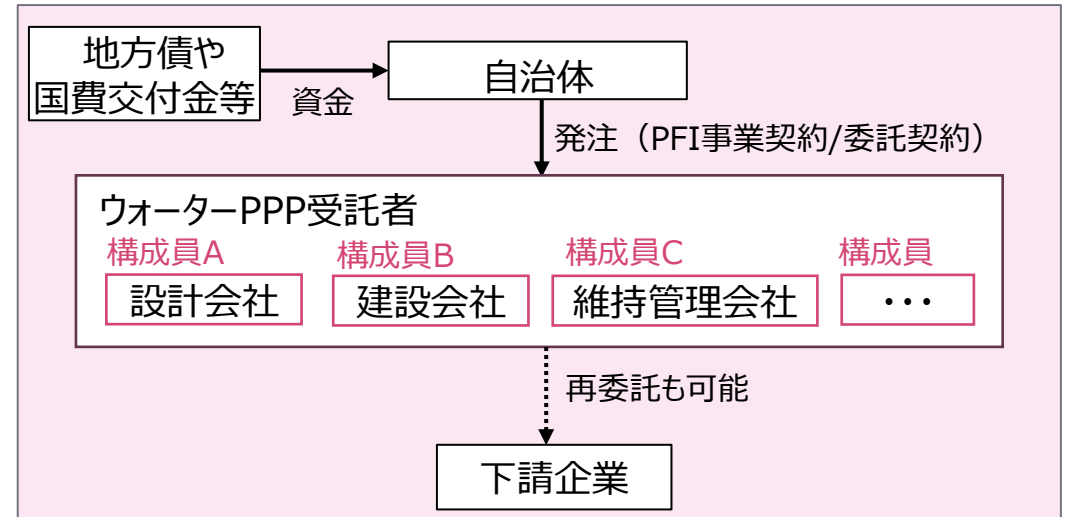 地方債や
国費交付金等
資金
自治体
発注（PFI事業契約/委託契約）
ウォーターPPP受託者
構成員A
構成員B
構成員C
構成員
設計会社
建設会社
維持管理会社
・・・
再委託も可能
下請企業